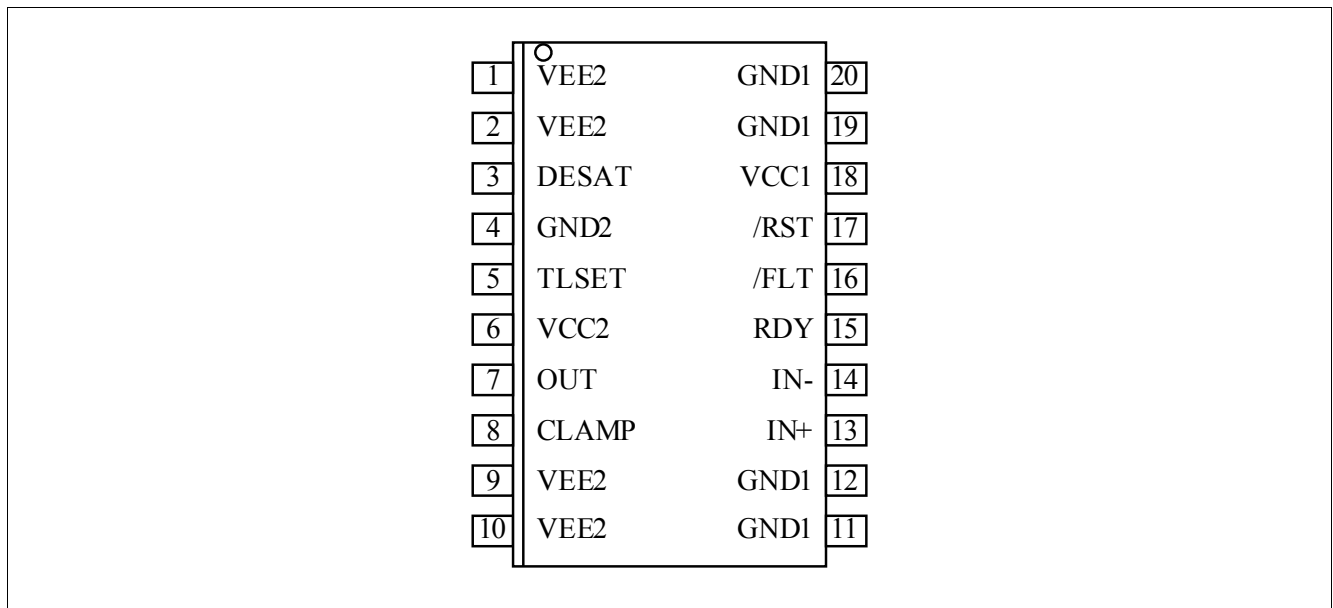 1 VEE2 GND1 20
2 VEE2 GND1 19
3 DESAT VCC1 18
4 GND2 /RST 17
5 TLSET /FLT 16
6 VCC2 RDY 15
7 OUT IN- 14
8 CLAMP IN+ 13
9 VEE2 GND1 12
10 VEE2 GND1 11